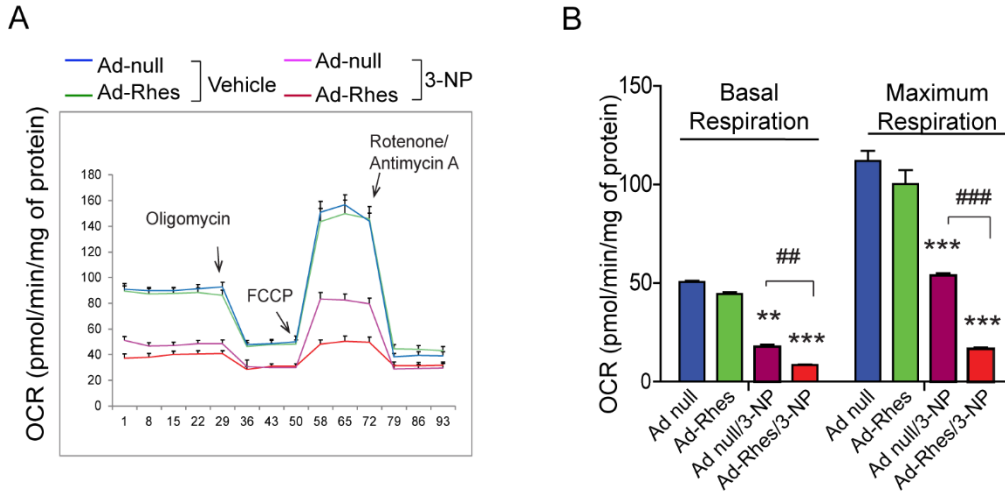 A
Ad-null
Ad-Rhes
Vehicle
Ad-null
Ad-Rhes
3-NP
OCR (pmol/min/mg of protein)
180
160
140
120
100
80
60
40
20
0
Oligomycin
FCCP
Rotenone/
Antimycin A
1 8 15 22 29 36 43 50 58 65 72 79 86 93
B
OCR (pmol/min/mg of protein)
150
100
50
0
Basal
Respiration
Maximum
Respiration
##
**
***
###
***
***
Ad null
Ad-Rhes
Ad null/3-NP
Ad-Rhes/3-NP
Ad null
Ad-Rhes
Ad null/3-NP
Ad-Rhes/3-NP